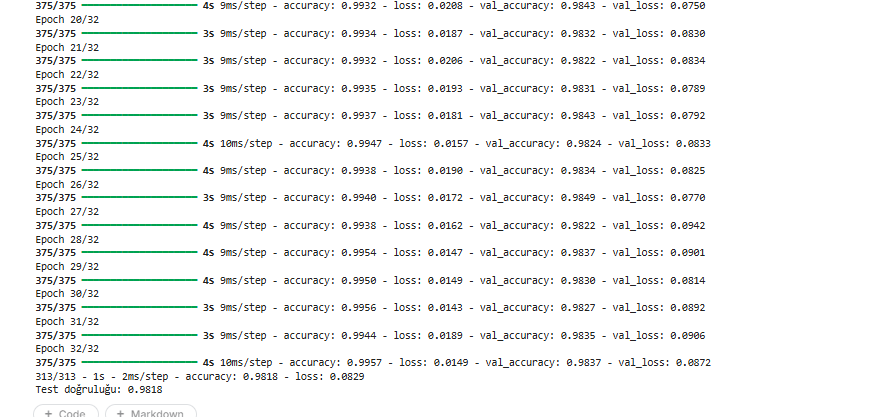 375/375 ━━━━━━━━━━━━━━━━━━━━ 4s 9ms/step - accuracy: 0.9932 - loss: 0.0208 - val_accuracy: 0.9843 - val_loss: 0.0750
Epoch 20/32
375/375 ━━━━━━━━━━━━━━━━━━━━ 3s 9ms/step - accuracy: 0.9934 - loss: 0.0187 - val_accuracy: 0.9832 - val_loss: 0.0830
Epoch 21/32
375/375 ━━━━━━━━━━━━━━━━━━━━ 3s 9ms/step - accuracy: 0.9932 - loss: 0.0206 - val_accuracy: 0.9822 - val_loss: 0.0834
Epoch 22/32
375/375 ━━━━━━━━━━━━━━━━━━━━ 3s 9ms/step - accuracy: 0.9935 - loss: 0.0193 - val_accuracy: 0.9831 - val_loss: 0.0789
Epoch 23/32
375/375 ━━━━━━━━━━━━━━━━━━━━ 3s 9ms/step - accuracy: 0.9937 - loss: 0.0181 - val_accuracy: 0.9843 - val_loss: 0.0792
Epoch 24/32
375/375 ━━━━━━━━━━━━━━━━━━━━ 4s 10ms/step - accuracy: 0.9947 - loss: 0.0157 - val_accuracy: 0.9824 - val_loss: 0.0833
Epoch 25/32
375/375 ━━━━━━━━━━━━━━━━━━━━ 4s 9ms/step - accuracy: 0.9938 - loss: 0.0190 - val_accuracy: 0.9834 - val_loss: 0.0825
Epoch 26/32
375/375 ━━━━━━━━━━━━━━━━━━━━ 3s 9ms/step - accuracy: 0.9940 - loss: 0.0172 - val_accuracy: 0.9849 - val_loss: 0.0770
Epoch 27/32
375/375 ━━━━━━━━━━━━━━━━━━━━ 4s 9ms/step - accuracy: 0.9938 - loss: 0.0162 - val_accuracy: 0.9822 - val_loss: 0.0942
Epoch 28/32
375/375 ━━━━━━━━━━━━━━━━━━━━ 4s 9ms/step - accuracy: 0.9954 - loss: 0.0147 - val_accuracy: 0.9837 - val_loss: 0.0901
Epoch 29/32
375/375 ━━━━━━━━━━━━━━━━━━━━ 4s 9ms/step - accuracy: 0.9950 - loss: 0.0149 - val_accuracy: 0.9830 - val_loss: 0.0814
Epoch 30/32
375/375 ━━━━━━━━━━━━━━━━━━━━ 3s 9ms/step - accuracy: 0.9956 - loss: 0.0143 - val_accuracy: 0.9827 - val_loss: 0.0892
Epoch 31/32
375/375 ━━━━━━━━━━━━━━━━━━━━ 3s 9ms/step - accuracy: 0.9944 - loss: 0.0189 - val_accuracy: 0.9835 - val_loss: 0.0906
Epoch 32/32
375/375 ━━━━━━━━━━━━━━━━━━━━ 4s 10ms/step - accuracy: 0.9957 - loss: 0.0149 - val_accuracy: 0.9837 - val_loss: 0.0872
313/313 - 1s - 2ms/step - accuracy: 0.9818 - loss: 0.0829
Test doğruluğu: 0.9818
+ Code + Markdown